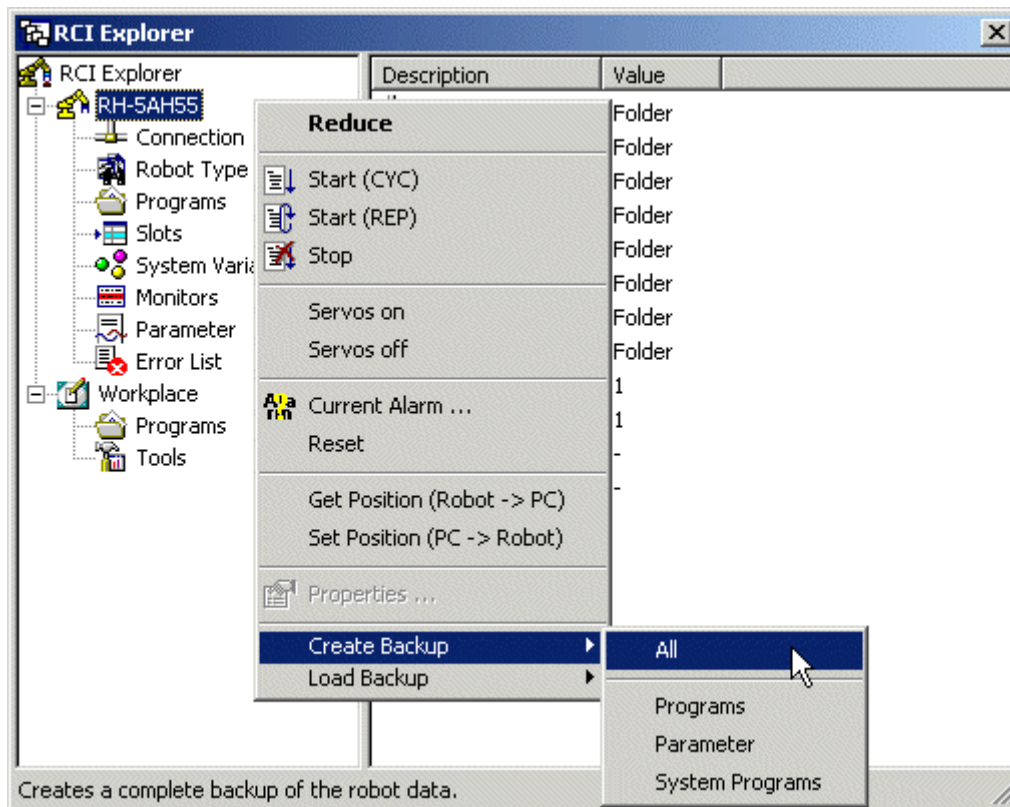 RCI Explorer
RCI Explorer
Description Value
RH-5AH55
Folder
Connection
Folder
Robot Type
Folder
Programs
Folder
Slots
Folder
System Varia
Folder
Monitors
Folder
Parameter
Folder
Error List
1
Workplace
1
Programs
-
Tools
-
Reduce
Start (CYC)
Start (REP)
Stop
Servos on
Servos off
Current Alarm ...
Reset
Get Position (Robot -> PC)
Set Position (PC -> Robot)
Properties ...
Create Backup
Load Backup
All
Programs
Parameter
System Programs
Creates a complete backup of the robot data.